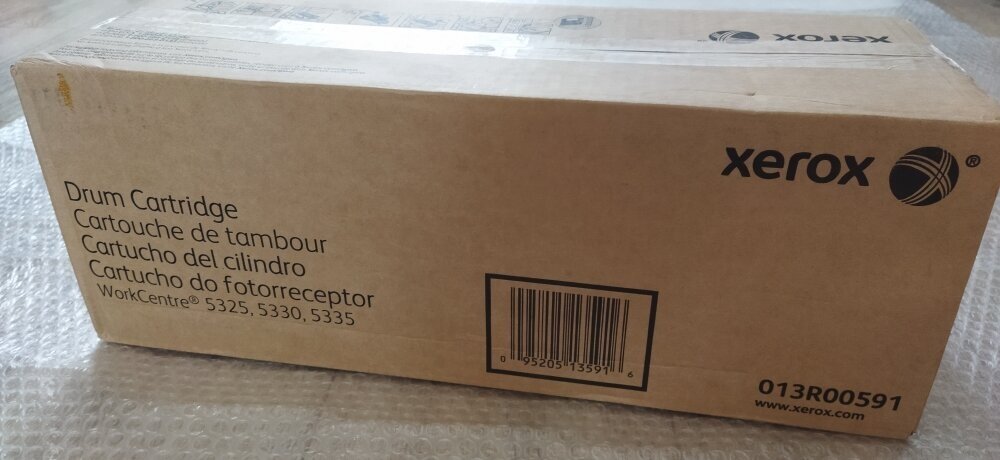 xerox
xerox ®
Drum Cartridge
Cartouche de tambour
Cartucho del cilindro
Cartucho do fotorreceptor
WorkCentre® 5325, 5330, 5335
0 95205 13591 6
013R00591
www.xerox.com